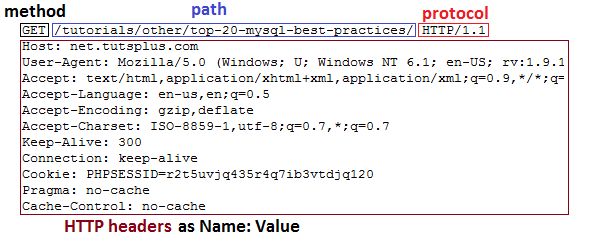 method path protocol
GET /tutorials/other/top-20-mysql-best-practices/ HTTP/1.1
Host: net.tutsplus.com
User-Agent: Mozilla/5.0 (Windows; U; Windows NT 6.1; en-US; rv:1.9.1
Accept: text/html,application/xhtml+xml,application/xml;q=0.9,*/*;q=
Accept-Language: en-us,en;q=0.5
Accept-Encoding: gzip,deflate
Accept-Charset: ISO-8859-1,utf-8;q=0.7,*;q=0.7
Keep-Alive: 300
Connection: keep-alive
Cookie: PHPSESSID=r2t5uvjq435r4q7ib3vtdjq120
Pragma: no-cache
Cache-Control: no-cache
HTTP headers as Name: Value